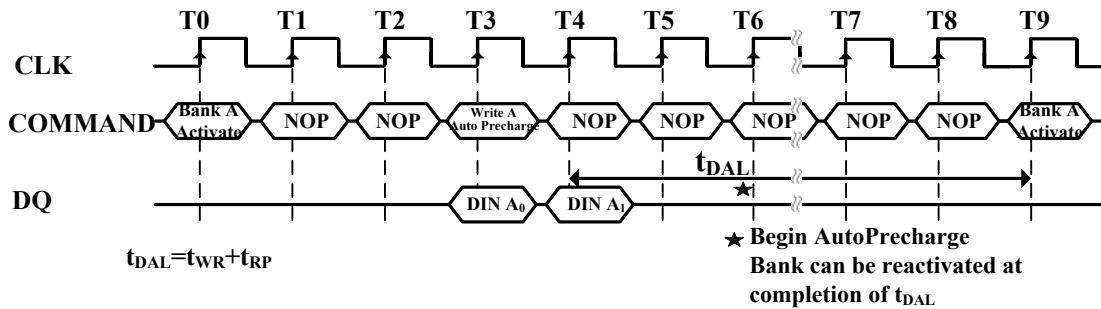 T0 T1 T2 T3 T4 T5 T6 T7 T8 T9
CLK
COMMAND Bank A Activate NOP NOP Write A Auto Precharge NOP NOP NOP NOP NOP Bank A Activate
tDAL
DQ DIN A0 DIN A1
tDAL=tWR+tRP
★ Begin AutoPrecharge
Bank can be reactivated at
completion of tDAL